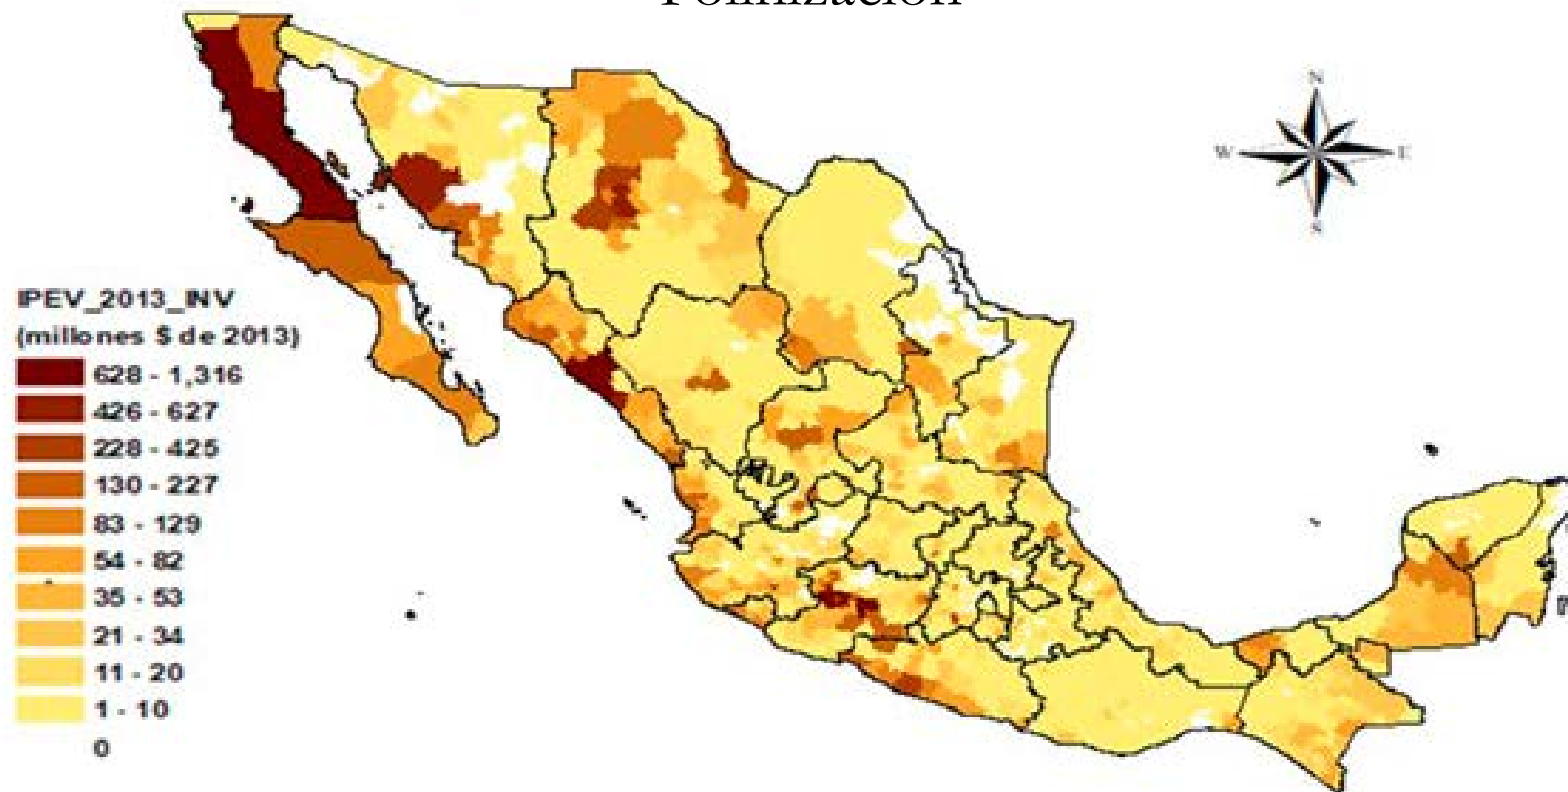 Polinización
N
W
E
S
IPEV_2013_INV
(millones $ de 2013)
628 - 1,316
426 - 627
228 - 425
130 - 227
83 - 129
54 - 82
35 - 53
21 - 34
11 - 20
1 - 10
0